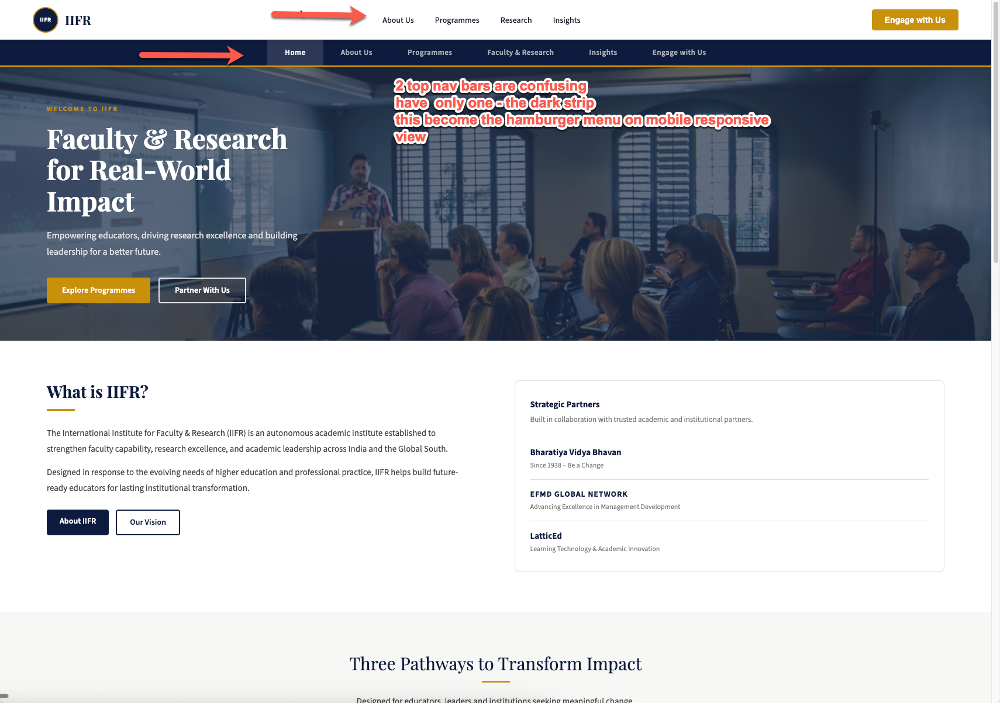 IIFR
IIFR
About Us
Programmes
Research
Insights
Engage with Us
Home
About Us
Programmes
Faculty & Research
Insights
Engage with Us
2 top nav bars are confusing
have only one - the dark strip
this become the hamburger menu on mobile responsive
view
WELCOME TO IIFR
Faculty & Research
for Real-World
Impact
Empowering educators, driving research excellence and building
leadership for a better future.
Explore Programmes
Partner With Us
What is IIFR?
The International Institute for Faculty & Research (IIFR) is an autonomous academic institute established to
strengthen faculty capability, research excellence, and academic leadership across India and the Global South.
Designed in response to the evolving needs of higher education and professional practice, IIFR helps build future-
ready educators for lasting institutional transformation.
About IIFR
Our Vision
Strategic Partners
Built in collaboration with trusted academic and institutional partners.
Bharatiya Vidya Bhavan
Since 1938 – Be a Change
EFMD GLOBAL NETWORK
Advancing Excellence in Management Development
LatticEd
Learning Technology & Academic Innovation
Three Pathways to Transform Impact
Designed for educators, leaders and institutions seeking meaningful change.